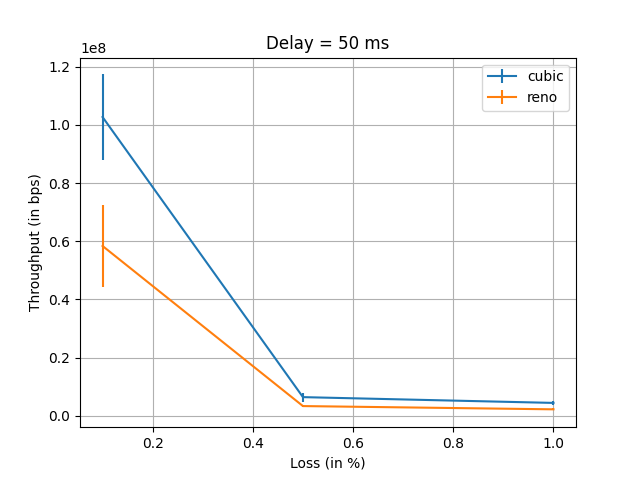 Delay = 50 ms
1e8
cubic
reno
1.2
1.0
0.8
0.6
0.4
0.2
0.0
Throughput (in bps)
0.2 0.4 0.6 0.8 1.0
Loss (in %)